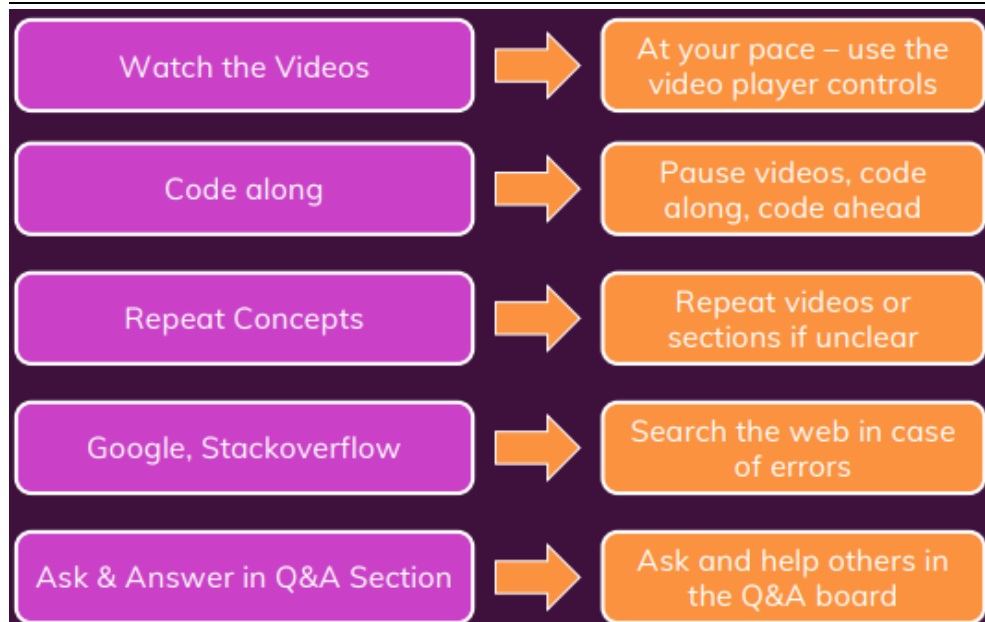 Watch the Videos
At your pace – use the
video player controls
Code along
Pause videos, code
along, code ahead
Repeat Concepts
Repeat videos or
sections if unclear
Google, Stackoverflow
Search the web in case
of errors
Ask & Answer in Q&A Section
Ask and help others in
the Q&A board